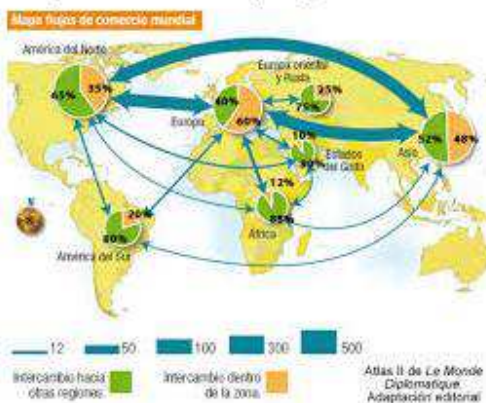 Mapa flujos de comercio mundial
América del Norte
65% 35%
Europa oriental
y Rusia
25%
75%
40%
60%
Europa
10%
90%
Estados
del Golfo
52% 48%
Asia
12%
88%
África
20%
80%
América del Sur
N
12 50 100 300 500
Intercambio hacia
otras regiones.
Intercambio dentro
de la zona.
Atlas II de Le Monde
Diplomatique.
Adaptación editorial